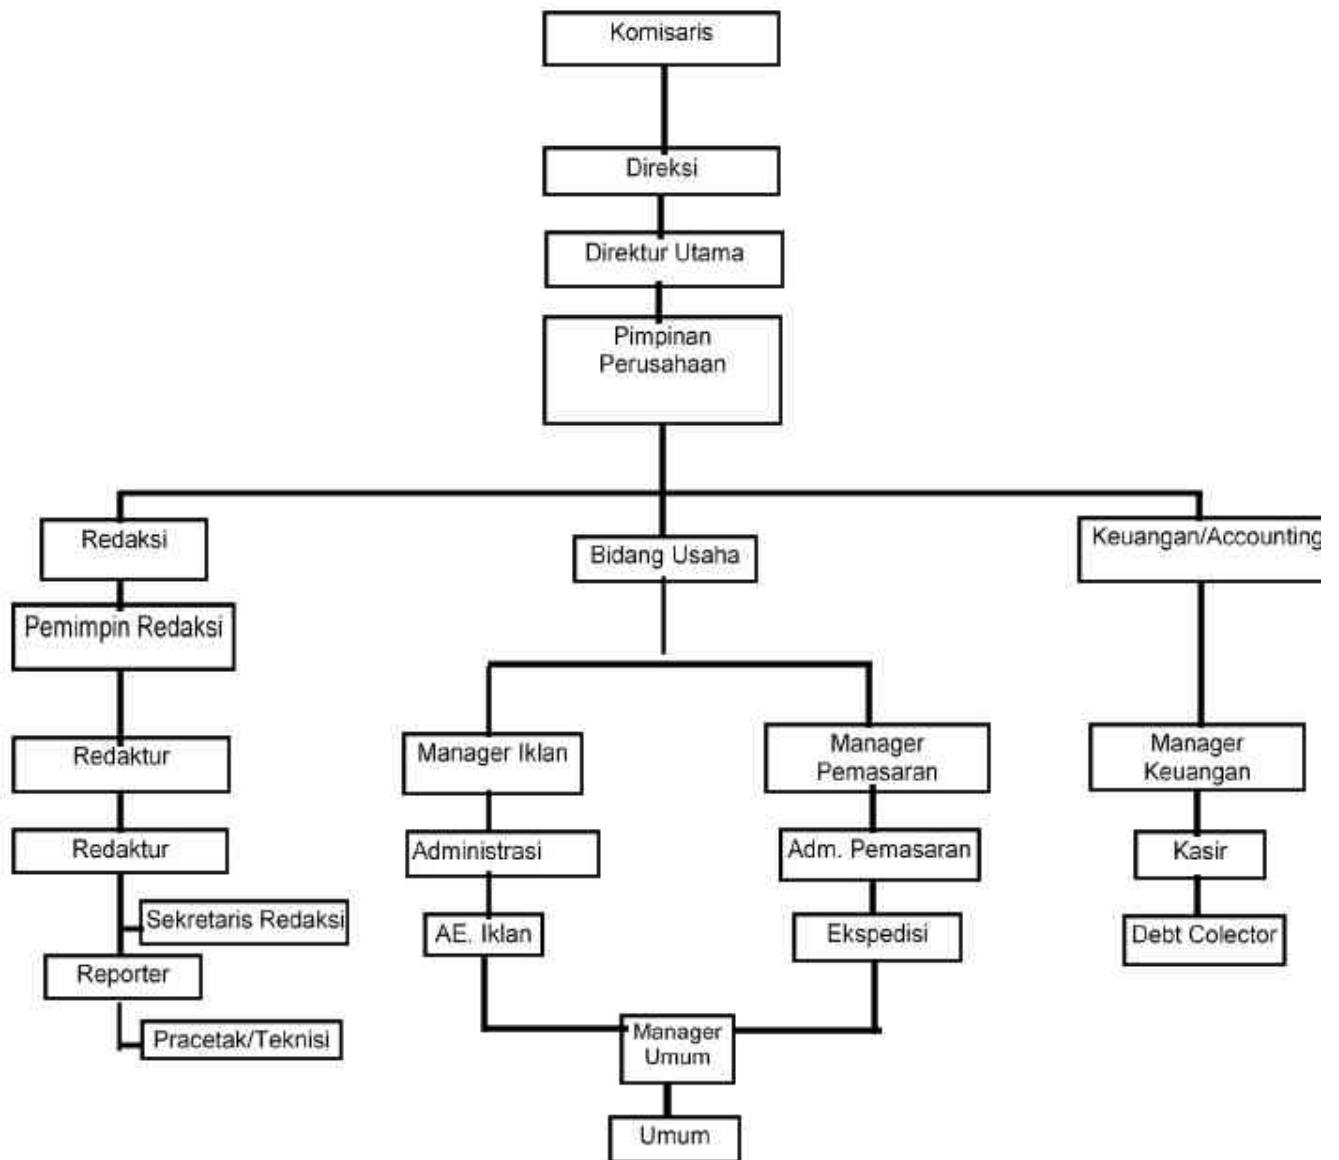 Komisaris
Direksi
Direktur Utama
Pimpinan
Perusahaan
Redaksi
Bidang Usaha
Keuangan/Accounting
Pemimpin Redaksi
Redaktur
Manager Iklan
Manager
Pemasaran
Manager
Keuangan
Redaktur
Administrasi
Adm. Pemasaran
Kasir
Sekretaris Redaksi
AE. Iklan
Ekspedisi
Debt Colector
Reporter
Pracetak/Teknisi
Manager
Umum
Umum